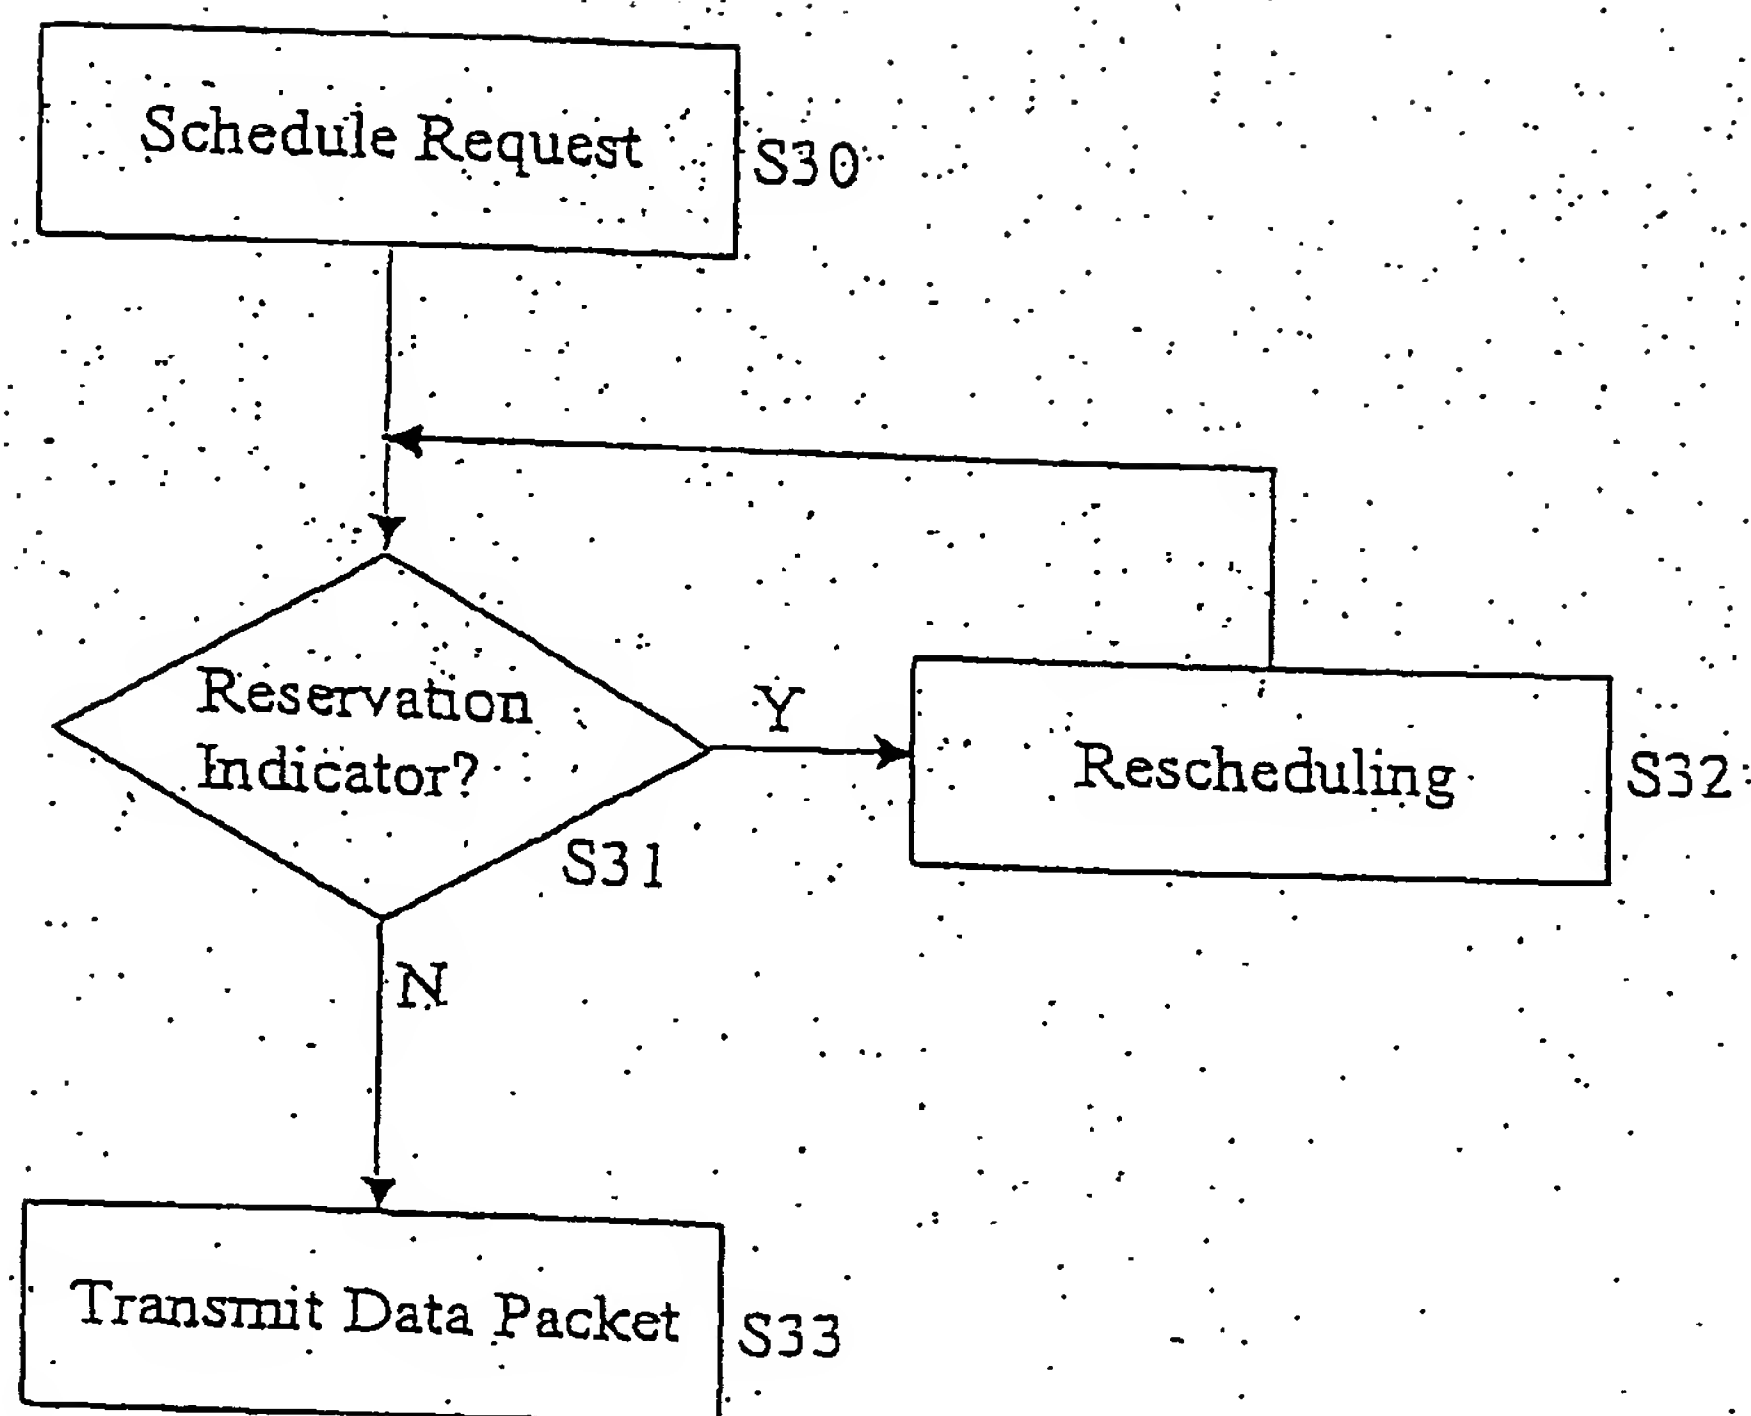 Schedule Request
S30
Reservation
Indicator?
S31
Y
Rescheduling
S32
N
Transmit Data Packet
S33